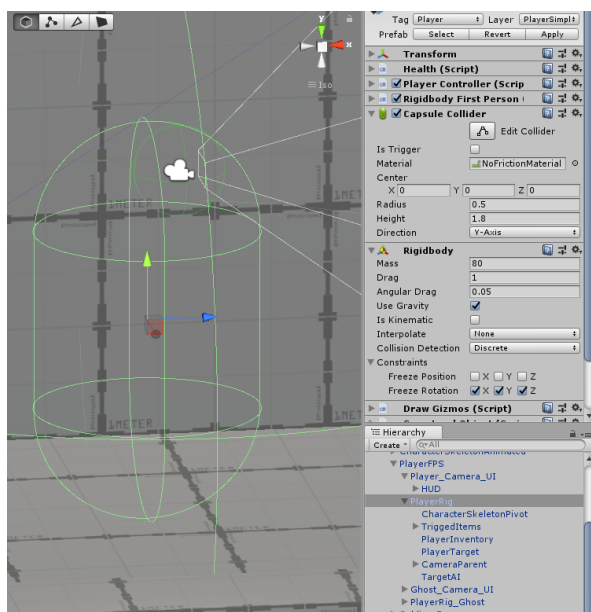 y
x
Iso
1METER
1METER
1METER
Tag Player Layer PlayerSimpl
Prefab Select Revert Apply
Transform
Health (Script)
Player Controller (Scrip
Rigidbody First Person (
Capsule Collider
Edit Collider
Is Trigger
Material NoFrictionMaterial
Center
X 0 Y 0 Z 0
Radius 0.5
Height 1.8
Direction Y-Axis
Rigidbody
Mass 80
Drag 1
Angular Drag 0.05
Use Gravity
Is Kinematic
Interpolate None
Collision Detection Discrete
Constraints
Freeze Position X Y Z
Freeze Rotation X Y Z
Draw Gizmos (Script)
Hierarchy
Create All
CharacterSkeletonAnimated
PlayerFPS
Player_Camera_UI
HUD
PlayerRig
CharacterSkeletonPivot
TriggedItems
PlayerInventory
PlayerTarget
CameraParent
TargetAI
Ghost_Camera_UI
PlayerRig_Ghost